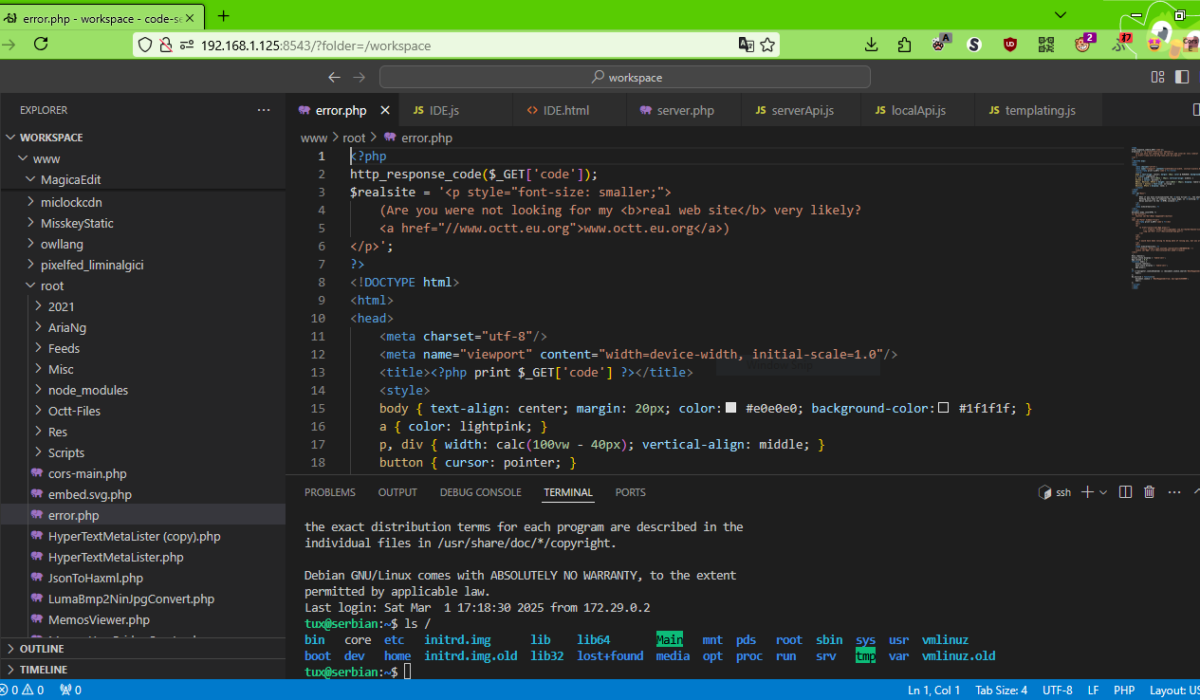 error.php - workspace - code-se
192.168.1.125:8543/?folder=/workspace
A
S
2
17
workspace
EXPLORER
WORKSPACE
www
MagicaEdit
miclockcdn
MisskeyStatic
owllang
pixelfed_liminalgici
root
2021
AriaNg
Feeds
Misc
node_modules
Octt-Files
Res
Scripts
cors-main.php
embed.svg.php
error.php
HyperTextMetaLister (copy).php
HyperTextMetaLister.php
JsonToHaxml.php
LumaBmp2NinJpgConvert.php
MemosViewer.php
OUTLINE
TIMELINE
error.php JS IDE.js <> IDE.html server.php JS serverApi.js JS localApi.js JS templating.js
www > root > error.php
1 <?php
2 http_response_code($_GET['code']);
3 $realsite = '<p style="font-size: smaller;">
4 (Are you were not looking for my <b>real web site</b> very likely?
5 <a href="//www.octt.eu.org">www.octt.eu.org</a>)
6 </p>';
7 ?>
8 <!DOCTYPE html>
9 <html>
10 <head>
11 <meta charset="utf-8"/>
12 <meta name="viewport" content="width=device-width, initial-scale=1.0"/>
13 <title><?php print $_GET['code'] ?></title>
14 <style>
15 body { text-align: center; margin: 20px; color: #e0e0e0; background-color: #1f1f1f; }
16 a { color: lightpink; }
17 p, div { width: calc(100vw - 40px); vertical-align: middle; }
18 button { cursor: pointer; }
PROBLEMS OUTPUT DEBUG CONSOLE TERMINAL PORTS ssh
the exact distribution terms for each program are described in the
individual files in /usr/share/doc/*/copyright.
Debian GNU/Linux comes with ABSOLUTELY NO WARRANTY, to the extent
permitted by applicable law.
Last login: Sat Mar 1 17:18:30 2025 from 172.29.0.2
tux@serbian:~$ ls /
bin core etc initrd.img lib lib64 Main mnt pds root sbin sys usr vmlinuz
boot dev home initrd.img.old lib32 lost+found media opt proc run srv tmp var vmlinuz.old
tux@serbian:~$
0 0 0 Ln 1, Col 1 Tab Size: 4 UTF-8 LF PHP Layout: US